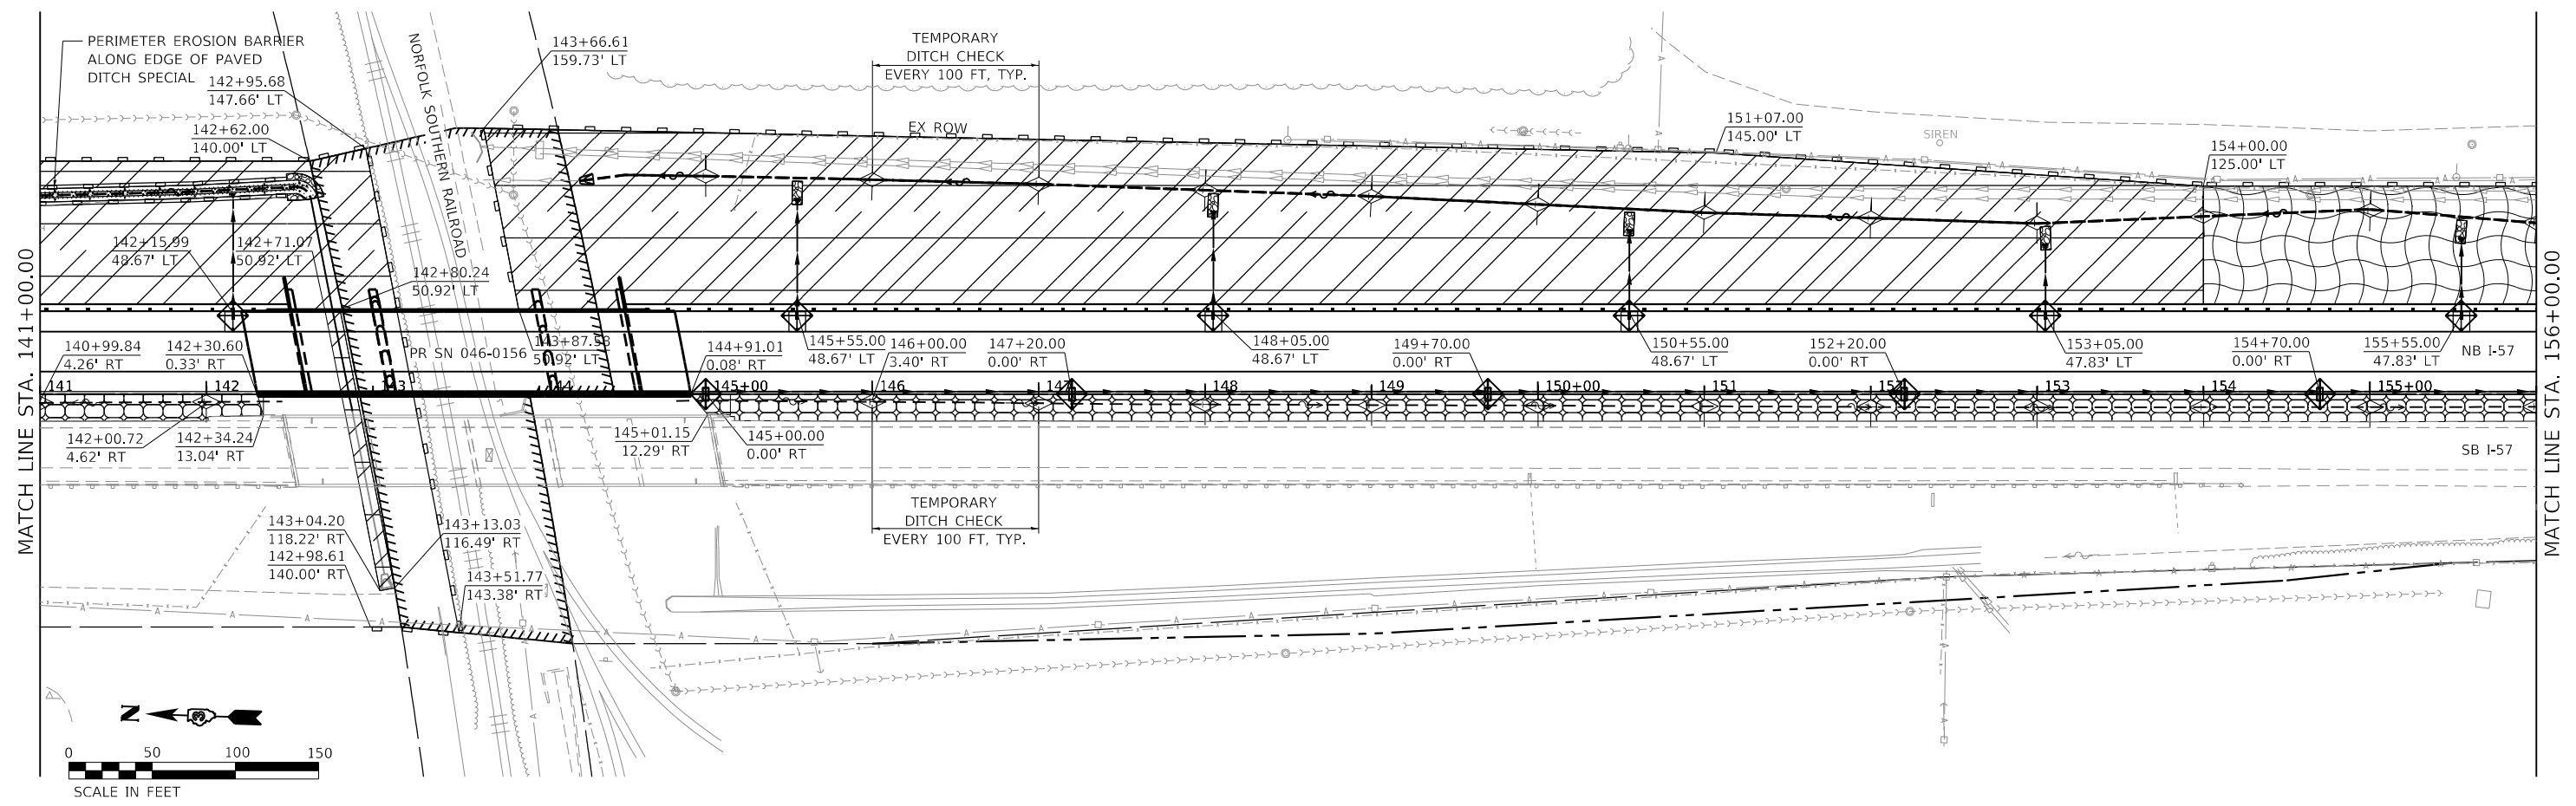 MATCH LINE STA. 141+00.00
PERIMETER EROSION BARRIER
ALONG EDGE OF PAVED
DITCH SPECIAL
142+95.68
147.66' LT
142+62.00
140.00' LT
NORFOLK SOUTHERN RAILROAD
143+66.61
159.73' LT
TEMPORARY
DITCH CHECK
EVERY 100 FT, TYP.
EX ROW
151+07.00
145.00' LT
SIREN
154+00.00
125.00' LT
142+15.99
48.67' LT
142+71.07
50.92' LT
142+80.24
50.92' LT
143+87.58
50.92' LT
PR SN 046-0156
140+99.84
4.26' RT
142+30.60
0.33' RT
144+91.01
0.08' RT
145+55.00
48.67' LT
146+00.00
3.40' RT
147+20.00
0.00' RT
148+05.00
48.67' LT
149+70.00
0.00' RT
150+55.00
48.67' LT
152+20.00
0.00' RT
153+05.00
47.83' LT
154+70.00
0.00' RT
155+55.00
47.83' LT
NB I-57
141
142
143
144
145+00
146
147
148
149
150+00
151
152
153
154
155+00
142+00.72
4.62' RT
142+34.24
13.04' RT
145+01.15
12.29' RT
145+00.00
0.00' RT
SB I-57
TEMPORARY
DITCH CHECK
EVERY 100 FT, TYP.
143+04.20
118.22' RT
142+98.61
140.00' RT
143+13.03
116.49' RT
143+51.77
143.38' RT
N
0 50 100 150
SCALE IN FEET
MATCH LINE STA. 156+00.00